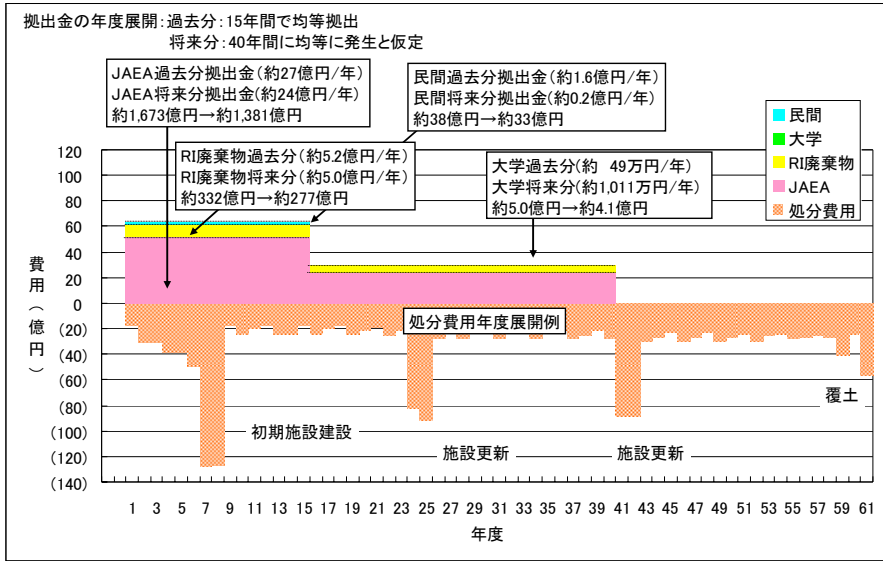 拠出金の年度展開：過去分：15年間で均等拠出
将来分：40年間に均等に発生と仮定
JAEA過去分拠出金（約27億円/年）
JAEA将来分拠出金（約24億円/年）
約1,673億円→約1,381億円
民間過去分拠出金（約1.6億円/年）
民間将来分拠出金（約0.2億円/年）
約38億円→約33億円
RI廃棄物過去分（約5.2億円/年）
RI廃棄物将来分（約5.0億円/年）
約332億円→約277億円
大学過去分（約　49万円/年）
大学将来分（約1,011万円/年）
約5.0億円→約4.1億円
民間
大学
RI廃棄物
JAEA
処分費用
費用（億円）
120
100
80
60
40
20
0
(20)
(40)
(60)
(80)
(100)
(120)
(140)
処分費用年度展開例
初期施設建設
施設更新
施設更新
覆土
1 3 5 7 9 11 13 15 17 19 21 23 25 27 29 31 33 35 37 39 41 43 45 47 49 51 53 55 57 59 61
年度